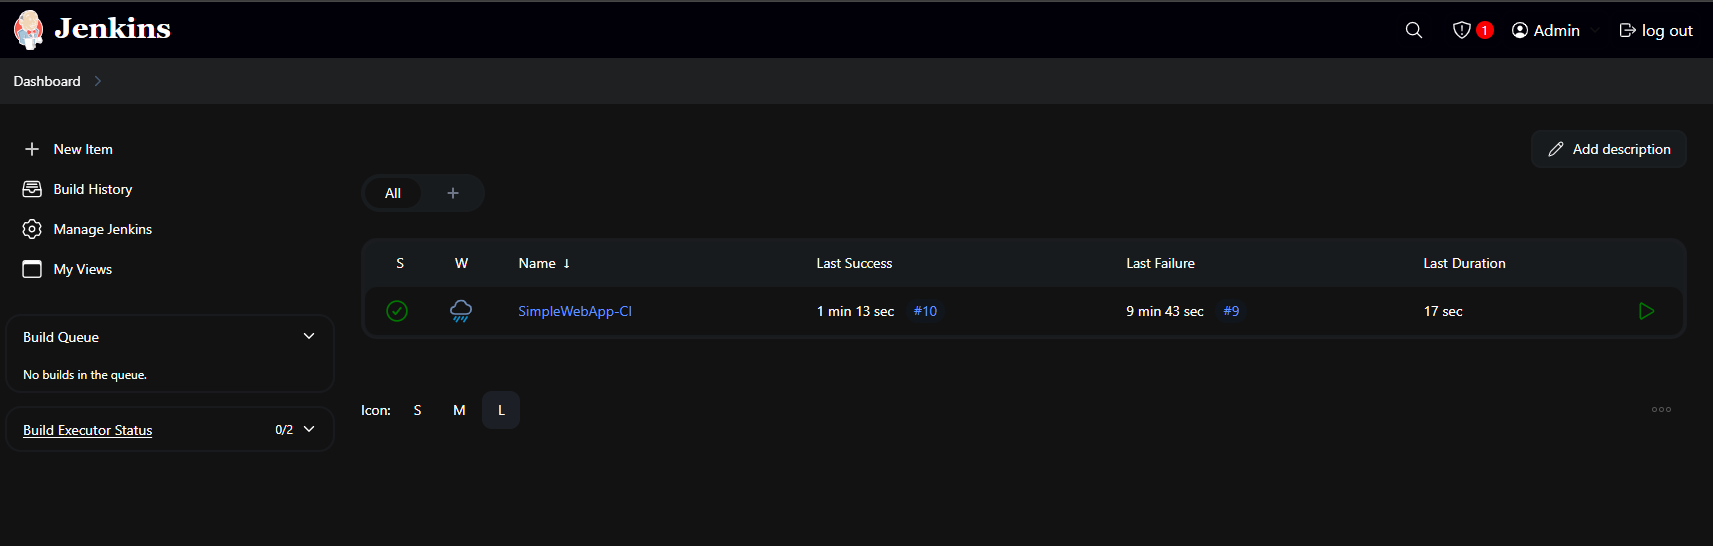 Jenkins
1 Admin log out
Dashboard
New Item
Build History
Manage Jenkins
My Views
Build Queue
No builds in the queue.
Build Executor Status 0/2
Add description
All +
S W Name ↓ Last Success Last Failure Last Duration
SimpleWebApp-CI 1 min 13 sec #10 9 min 43 sec #9 17 sec
Icon: S M L